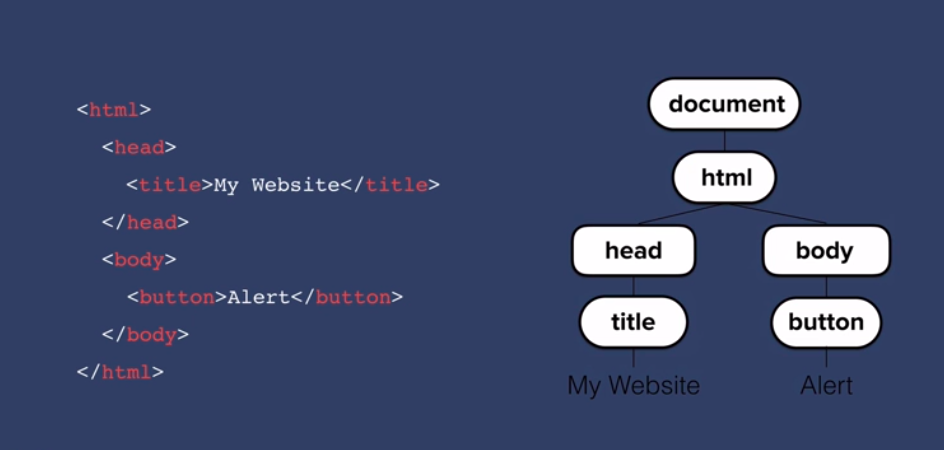 <html>
<head>
<title>My Website</title>
</head>
<body>
<button>Alert</button>
</body>
</html>
document
html
head body
title button
My Website Alert